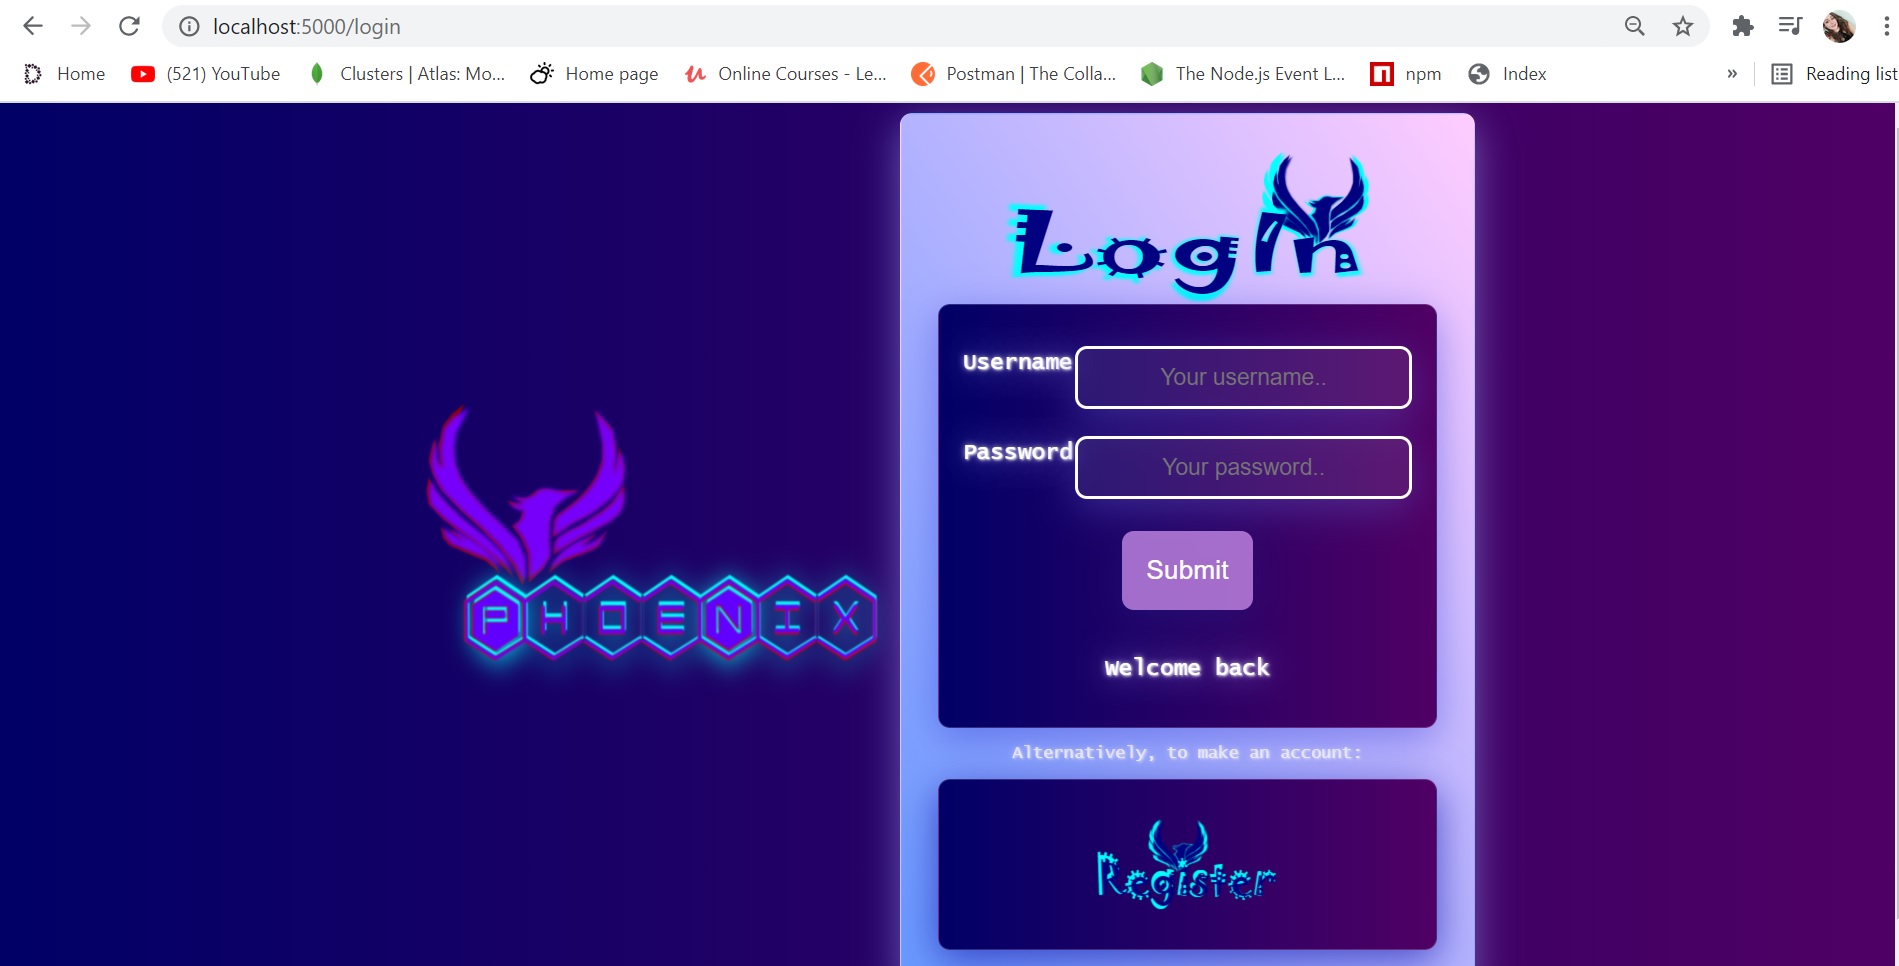 localhost:5000/login
Home (521) YouTube Clusters | Atlas: Mo... Home page Online Courses - Le... Postman | The Colla... The Node.js Event L... npm Index » Reading list
LogIn
Username Your username..
Password Your password..
Submit
PHOENIX
Welcome back
Alternatively, to make an account:
Register